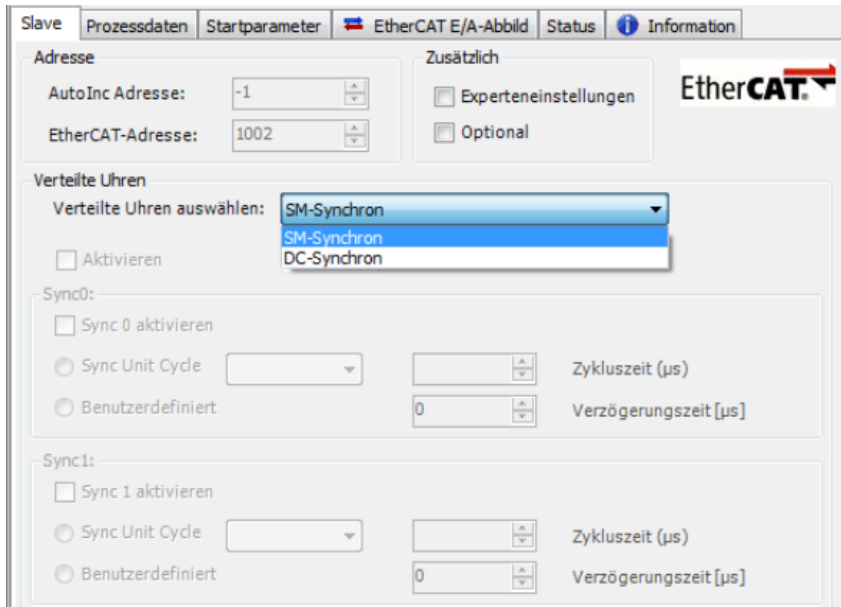 Slave Prozessdaten Startparameter EtherCAT E/A-Abbild Status Information
Adresse Zusätzlich
AutoInc Adresse: -1 Experteneinstellungen EtherCAT.
EtherCAT-Adresse: 1002 Optional
Verteilte Uhren
Verteilte Uhren auswählen: SM-Synchron
SM-Synchron
DC-Synchron
Aktivieren
Sync0:
Sync 0 aktivieren
Sync Unit Cycle Zykluszeit (µs)
Benutzerdefiniert 0 Verzögerungszeit[µs]
Sync1:
Sync 1 aktivieren
Sync Unit Cycle Zykluszeit (µs)
Benutzerdefiniert 0 Verzögerungszeit[µs]